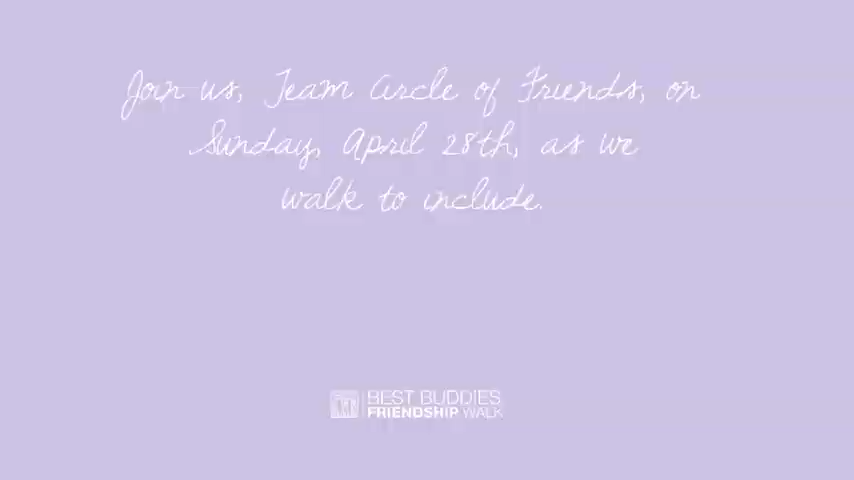 Join us, Team Circle of Friends, on
Sunday, April 28th, as we
walk to include.
BEST BUDDIES
FRIENDSHIP WALK